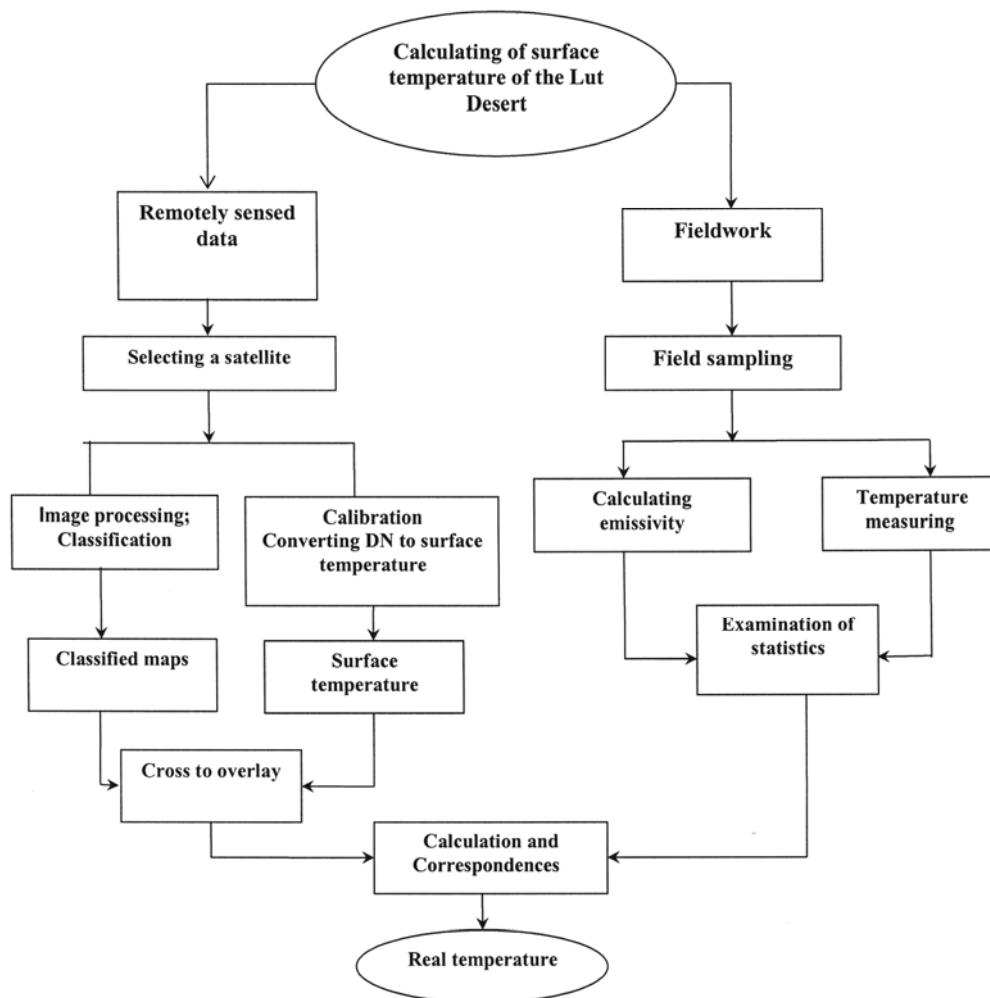 Calculating of surface
temperature of the Lut
Desert
Remotely sensed
data
Fieldwork
Selecting a satellite
Field sampling
Image processing;
Classification
Calibration
Converting DN to surface
temperature
Calculating
emissivity
Temperature
measuring
Classified maps
Surface
temperature
Examination of
statistics
Cross to overlay
Calculation and
Correspondences
Real temperature